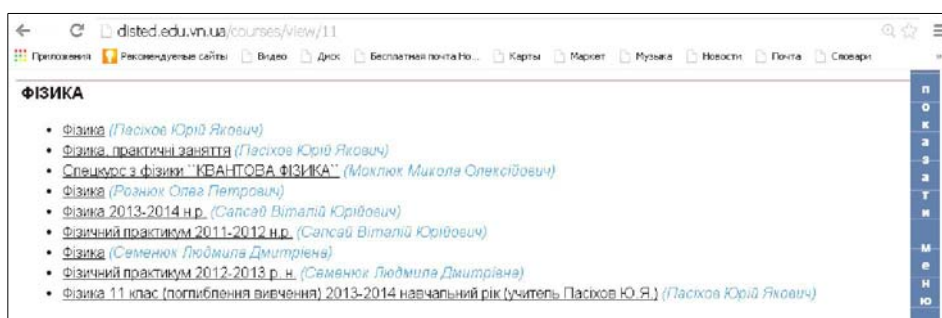 disted.edu.vn.ua/courses/view/11
Приложения Рекомендуемые сайты Видео Диск Бесплатная почта Ho... Карты Маркет Музыка Новости Почта Словари
ФІЗИКА
Фізика (Пасіхов Юрій Якович)
Фізика, практичні заняття (Пасіхов Юрій Якович)
Спецкурс з фізики ``КВАНТОВА ФІЗИКА`` (Моклюк Микола Олексійович)
Фізика (Рознюк Олег Петрович)
Фізика 2013-2014 н.р. (Сапсай Віталій Юрійович)
Фізичний практикум 2011-2012 н.р. (Сапсай Віталій Юрійович)
Фізика (Семенюк Людмила Дмитрівна)
Фізичний практикум 2012-2013 р. н. (Семенюк Людмила Дмитрівна)
Фізика 11 клас (поглиблення вивчення) 2013-2014 навчальний рік (учитель Пасіхов Ю.Я.) (Пасіхов Юрій Якович)
показати меню